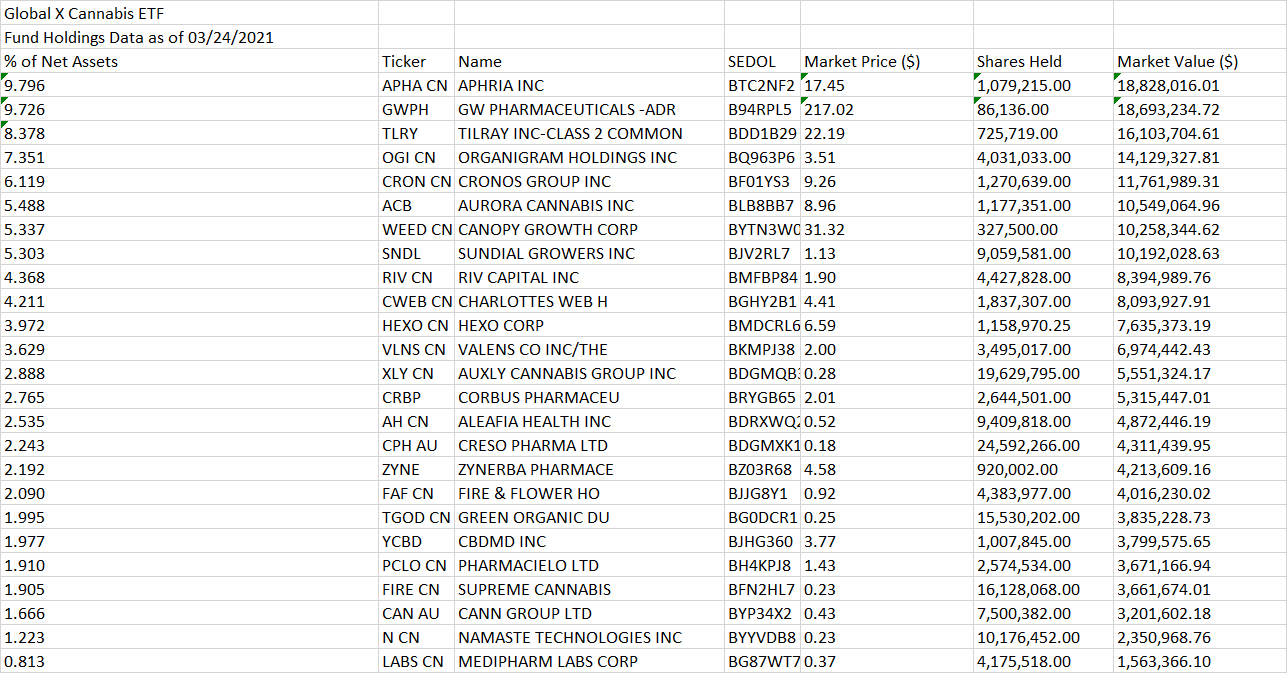 Global X Cannabis ETF
Fund Holdings Data as of 03/24/2021
% of Net Assets Ticker Name SEDOL Market Price ($) Shares Held Market Value ($)
9.796 APHA CN APHRIA INC BTC2NF2 17.45 1,079,215.00 18,828,016.01
9.726 GWPH GW PHARMACEUTICALS -ADR B94RPL5 217.02 86,136.00 18,693,234.72
8.378 TLRY TILRAY INC-CLASS 2 COMMON BDD1B29 22.19 725,719.00 16,103,704.61
7.351 OGI CN ORGANIGRAM HOLDINGS INC BQ963P6 3.51 4,031,033.00 14,129,327.81
6.119 CRON CN CRONOS GROUP INC BF01YS3 9.26 1,270,639.00 11,761,989.31
5.488 ACB AURORA CANNABIS INC BLB8BB7 8.96 1,177,351.00 10,549,064.96
5.337 WEED CN CANOPY GROWTH CORP BYTN3W0 31.32 327,500.00 10,258,344.62
5.303 SNDL SUNDIAL GROWERS INC BJV2RL7 1.13 9,059,581.00 10,192,028.63
4.368 RIV CN RIV CAPITAL INC BMFBP84 1.90 4,427,828.00 8,394,989.76
4.211 CWEB CN CHARLOTTES WEB H BGHY2B1 4.41 1,837,307.00 8,093,927.91
3.972 HEXO CN HEXO CORP BMDCRL6 6.59 1,158,970.25 7,635,373.19
3.629 VLNS CN VALENS CO INC/THE BKMPJ38 2.00 3,495,017.00 6,974,442.43
2.888 XLY CN AUXLY CANNABIS GROUP INC BDGMQB 0.28 19,629,795.00 5,551,324.17
2.765 CRBP CORBUS PHARMACEU BRYGB65 2.01 2,644,501.00 5,315,447.01
2.535 AH CN ALEAFIA HEALTH INC BDRXWQ 0.52 9,409,818.00 4,872,446.19
2.243 CPH AU CRESO PHARMA LTD BDGMXK1 0.18 24,592,266.00 4,311,439.95
2.192 ZYNE ZYNERBA PHARMACE BZ03R68 4.58 920,002.00 4,213,609.16
2.090 FAF CN FIRE & FLOWER HO BJJG8Y1 0.92 4,383,977.00 4,016,230.02
1.995 TGOD CN GREEN ORGANIC DU BG0DCR1 0.25 15,530,202.00 3,835,228.73
1.977 YCBD CBDMD INC BJHG360 3.77 1,007,845.00 3,799,575.65
1.910 PCLO CN PHARMACIELO LTD BH4KPJ8 1.43 2,574,534.00 3,671,166.94
1.905 FIRE CN SUPREME CANNABIS BFN2HL7 0.23 16,128,068.00 3,661,674.01
1.666 CAN AU CANN GROUP LTD BYP34X2 0.43 7,500,382.00 3,201,602.18
1.223 N CN NAMASTE TECHNOLOGIES INC BYYVDB8 0.23 10,176,452.00 2,350,968.76
0.813 LABS CN MEDIPHARM LABS CORP BG87WT7 0.37 4,175,518.00 1,563,366.10